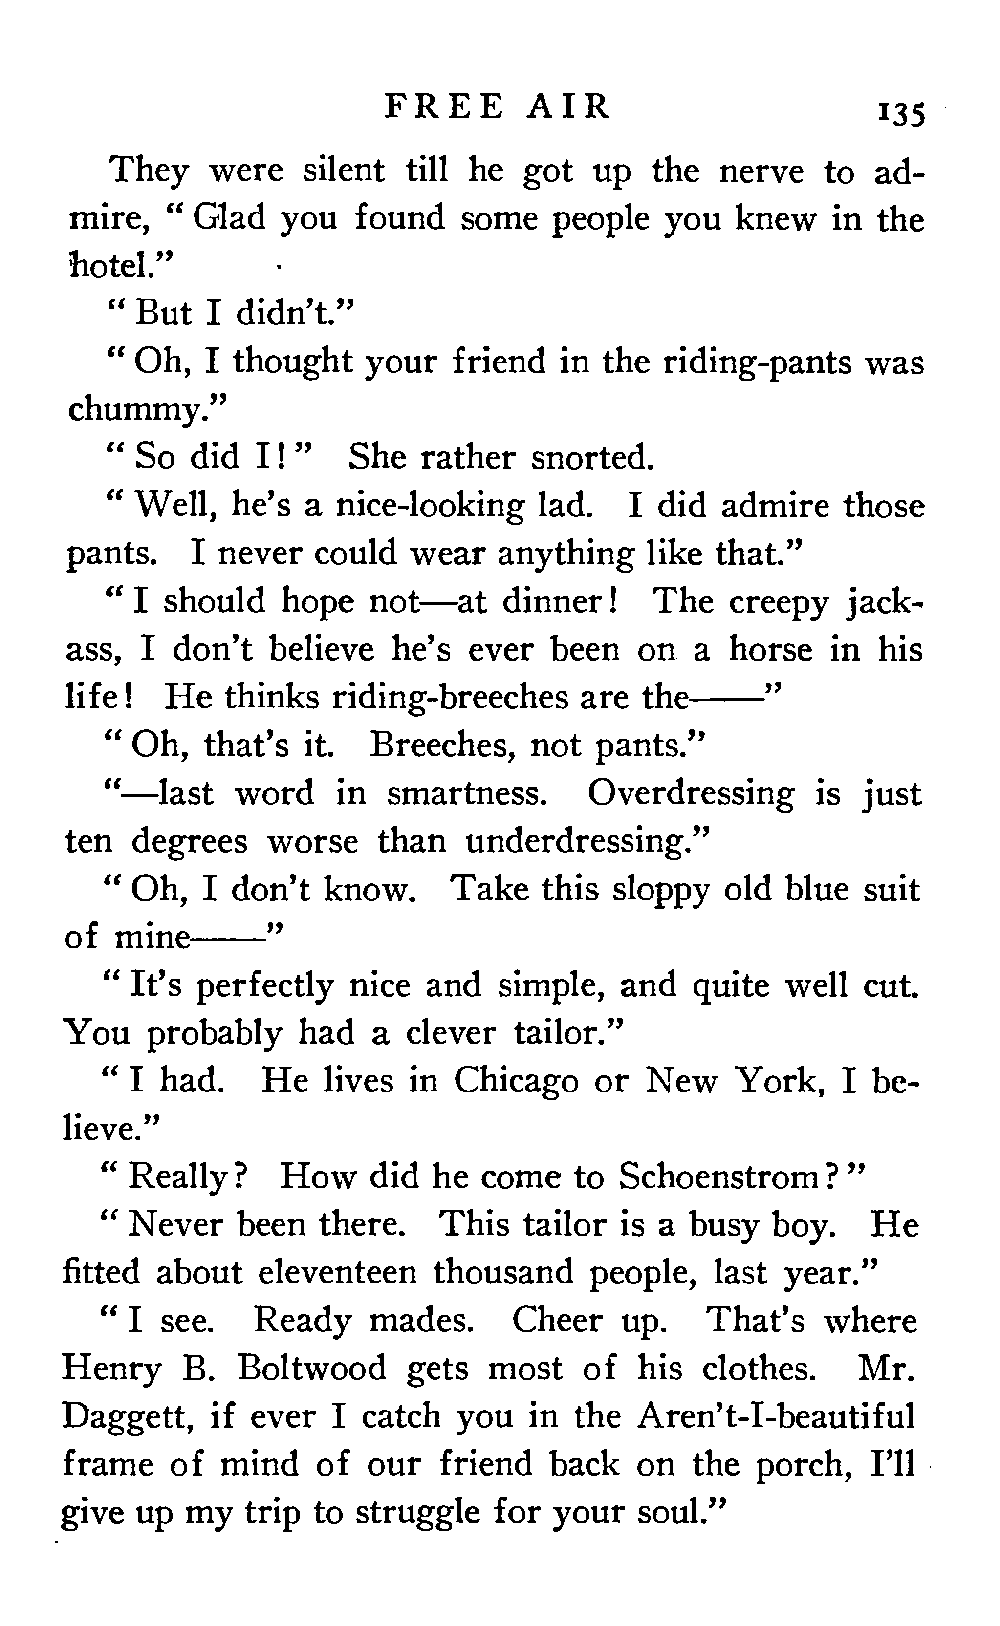 FREE AIR 135
They were silent till he got up the nerve to ad-
mire, “ Glad you found some people you knew in the
hotel.”
“ But I didn’t.”
“ Oh, I thought your friend in the riding-pants was
chummy.”
“ So did I! ” She rather snorted.
“ Well, he’s a nice-looking lad. I did admire those
pants. I never could wear anything like that.”
“ I should hope not—at dinner! The creepy jack-
ass, I don’t believe he’s ever been on a horse in his
life! He thinks riding-breeches are the——”
“ Oh, that’s it. Breeches, not pants.”
“—last word in smartness. Overdressing is just
ten degrees worse than underdressing.”
“ Oh, I don’t know. Take this sloppy old blue suit
of mine——”
“ It’s perfectly nice and simple, and quite well cut.
You probably had a clever tailor.”
“ I had. He lives in Chicago or New York, I be-
lieve.”
“ Really? How did he come to Schoenstrom? ”
“ Never been there. This tailor is a busy boy. He
fitted about eleventeen thousand people, last year.”
“ I see. Ready mades. Cheer up. That’s where
Henry B. Boltwood gets most of his clothes. Mr.
Daggett, if ever I catch you in the Aren’t-I-beautiful
frame of mind of our friend back on the porch, I’ll
give up my trip to struggle for your soul.”